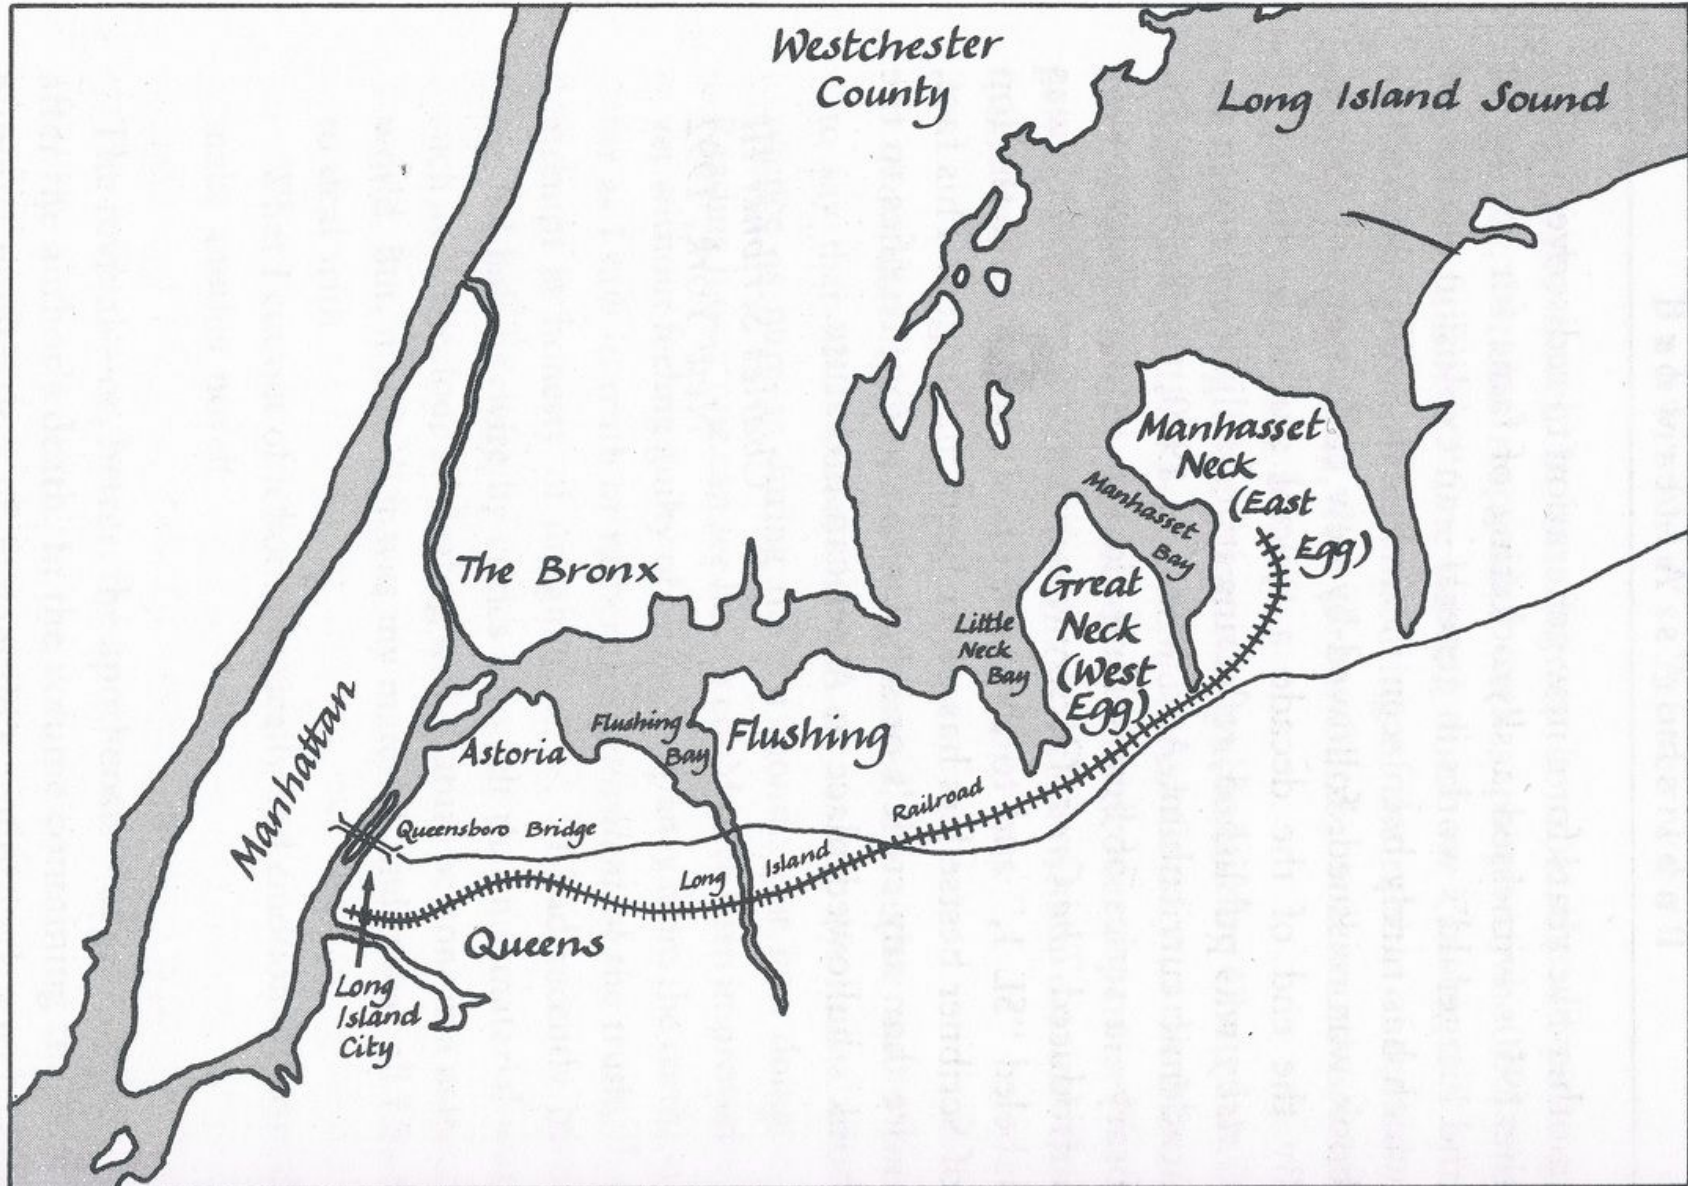 Westchester
County
Long Island Sound
Manhasset
Neck
(East
Egg)
Manhasset
Bay
The Bronx
Great
Neck
(West
Egg)
Little
Neck
Bay
Manhattan
Astoria
Flushing
Bay
Flushing
Queensboro Bridge
Long Island Railroad
Queens
Long
Island
City